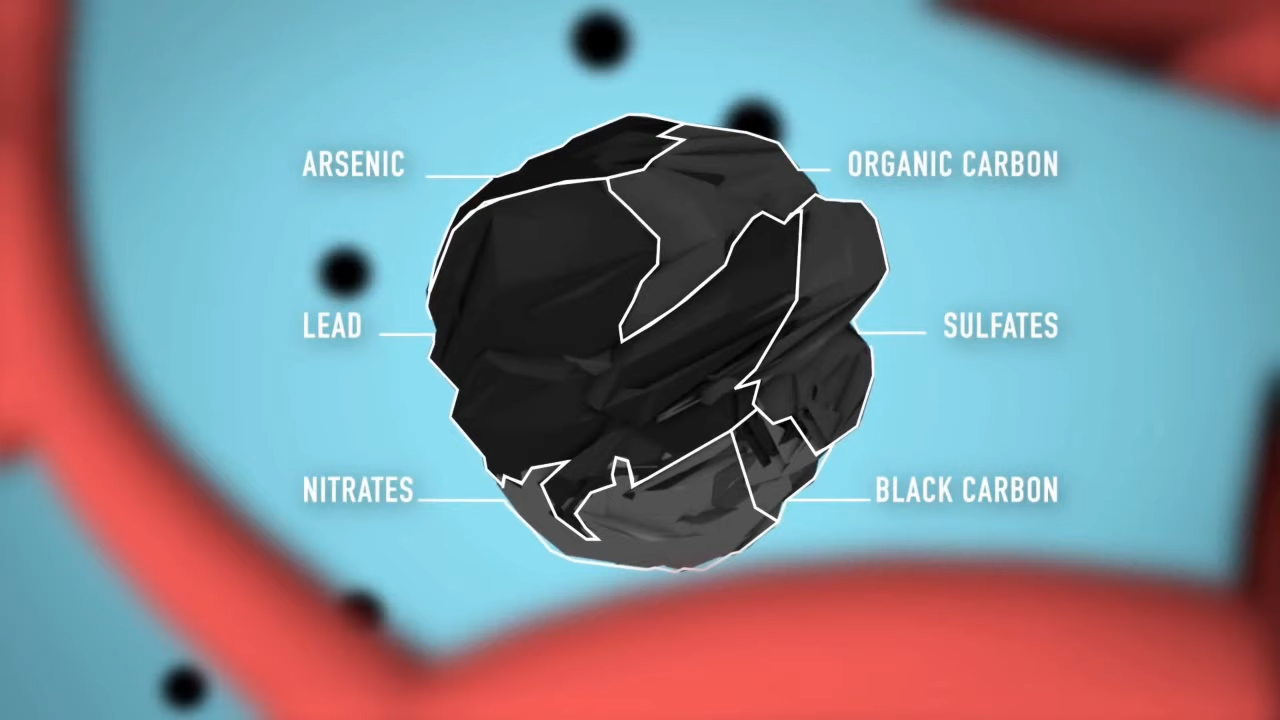 ARSENIC
ORGANIC CARBON
LEAD
SULFATES
NITRATES
BLACK CARBON